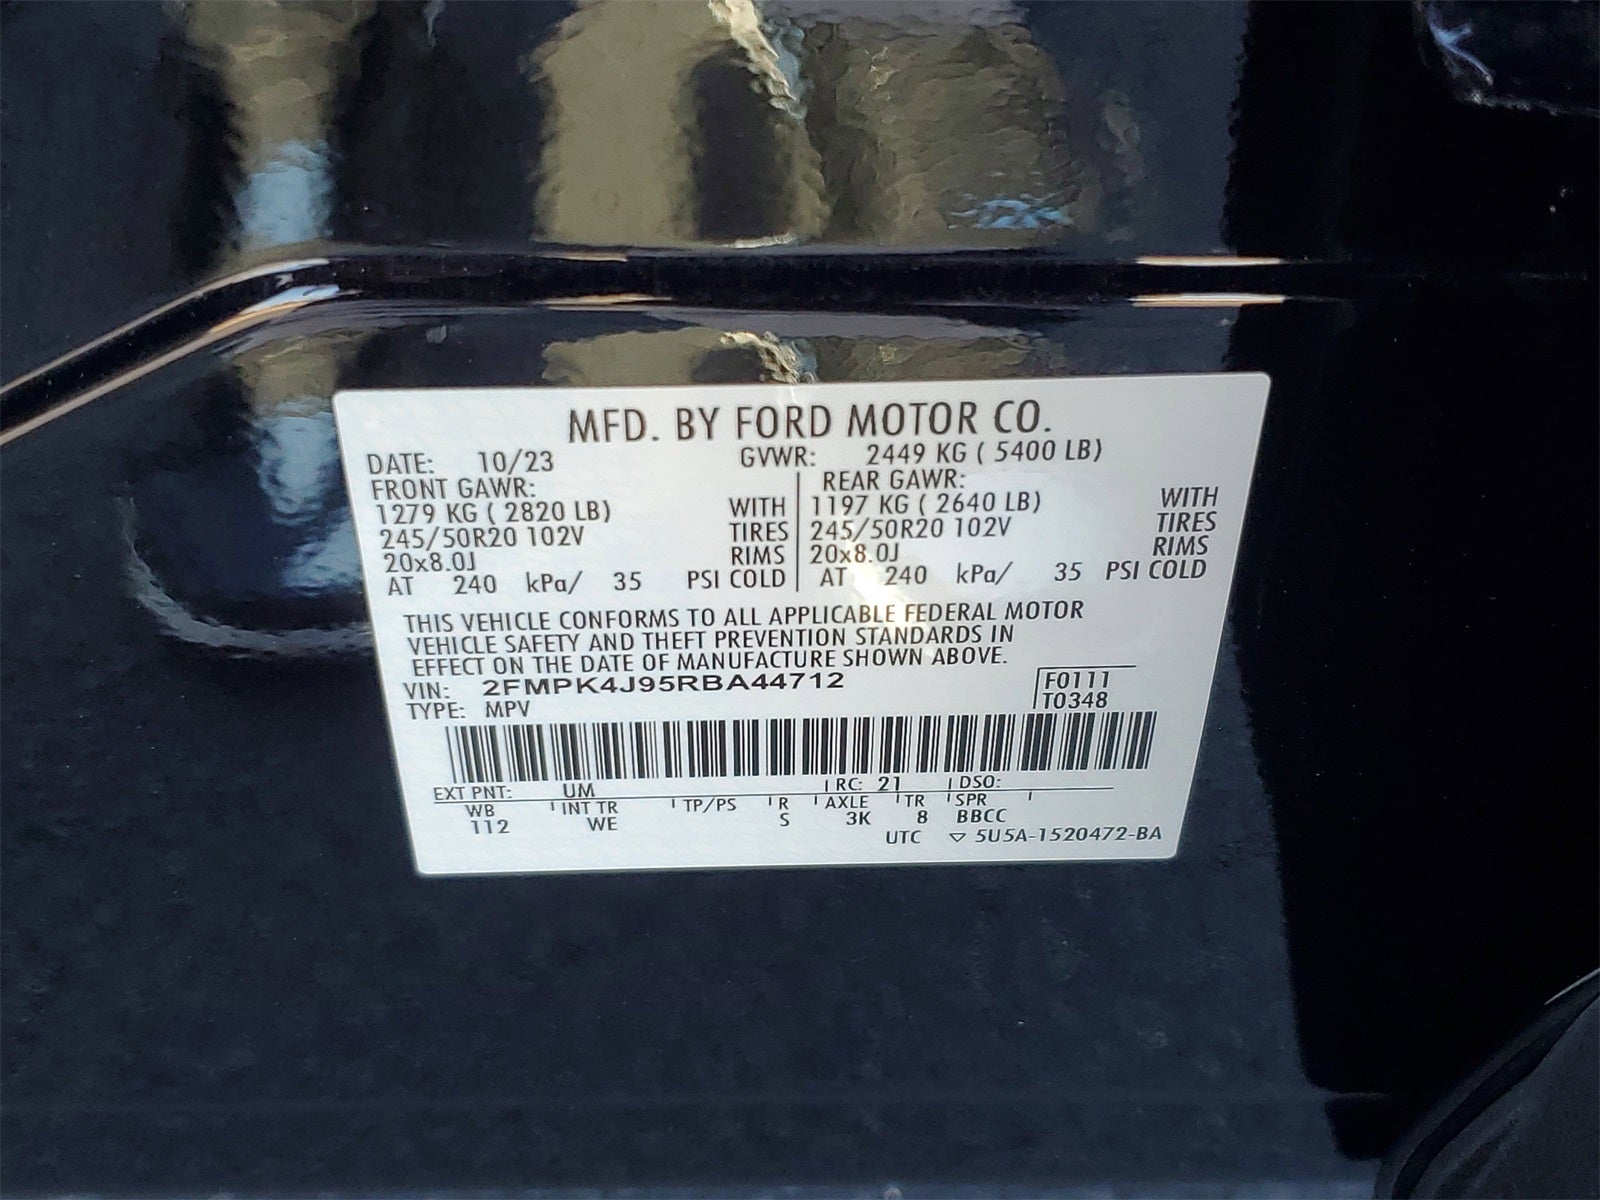 MFD. BY FORD MOTOR CO.
DATE: 10/23 GVWR: 2449 KG ( 5400 LB)
FRONT GAWR: REAR GAWR:
1279 KG ( 2820 LB) WITH 1197 KG ( 2640 LB) WITH
245/50R20 102V TIRES 245/50R20 102V TIRES
20x8.0J RIMS 20x8.0J RIMS
AT 240 kPa/ 35 PSI COLD AT 240 kPa/ 35 PSI COLD
THIS VEHICLE CONFORMS TO ALL APPLICABLE FEDERAL MOTOR
VEHICLE SAFETY AND THEFT PREVENTION STANDARDS IN
EFFECT ON THE DATE OF MANUFACTURE SHOWN ABOVE.
VIN: 2FMPK4J95RBA44712 F0111
TYPE: MPV T0348
EXT PNT: UM RC: 21 DSO:
WB INT TR TP/PS R AXLE TR SPR
112 WE S 3K 8 BBCC
UTC ▽ 5U5A-1520472-BA